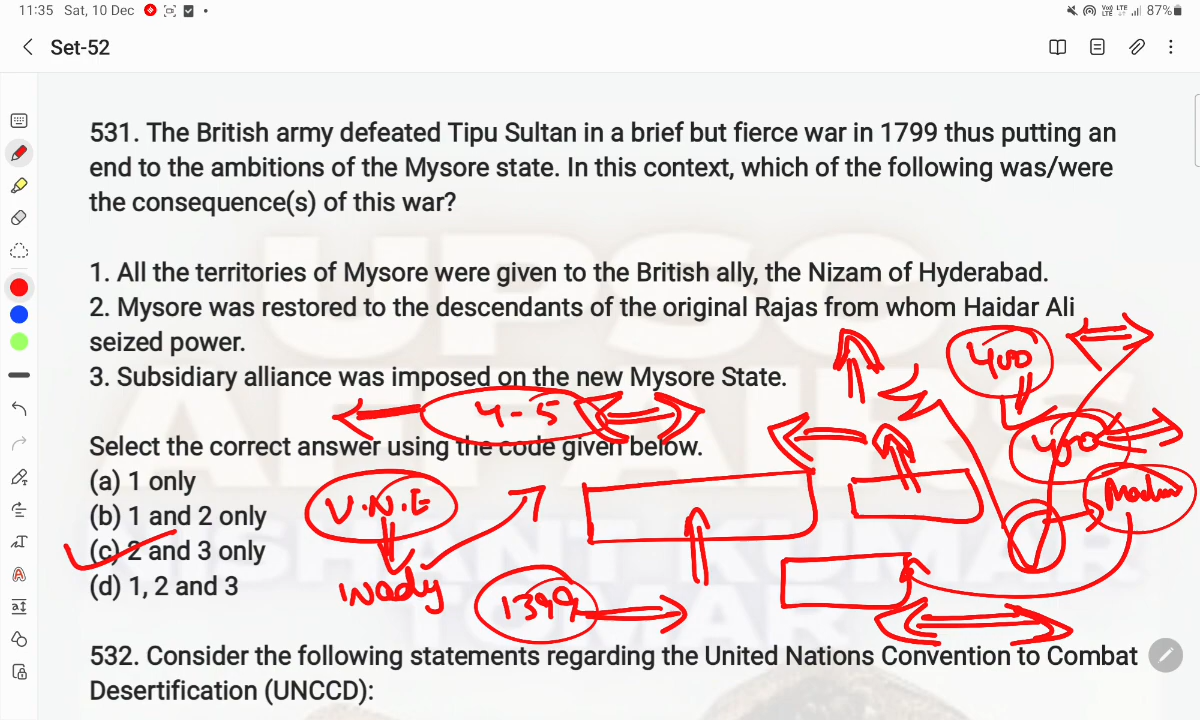 11:35 Sat, 10 Dec 87%
Set-52
531. The British army defeated Tipu Sultan in a brief but fierce war in 1799 thus putting an
end to the ambitions of the Mysore state. In this context, which of the following was/were
the consequence(s) of this war?
1. All the territories of Mysore were given to the British ally, the Nizam of Hyderabad.
2. Mysore was restored to the descendants of the original Rajas from whom Haidar Ali
seized power.
3. Subsidiary alliance was imposed on the new Mysore State.
400
4-5
Select the correct answer using the code given below.
400
(a) 1 only
(b) 1 and 2 only
V.N.E
(c) 2 and 3 only
(d) 1, 2 and 3
1399
532. Consider the following statements regarding the United Nations Convention to Combat
Desertification (UNCCD):
UPSC
AFFAIRS
TOMAR